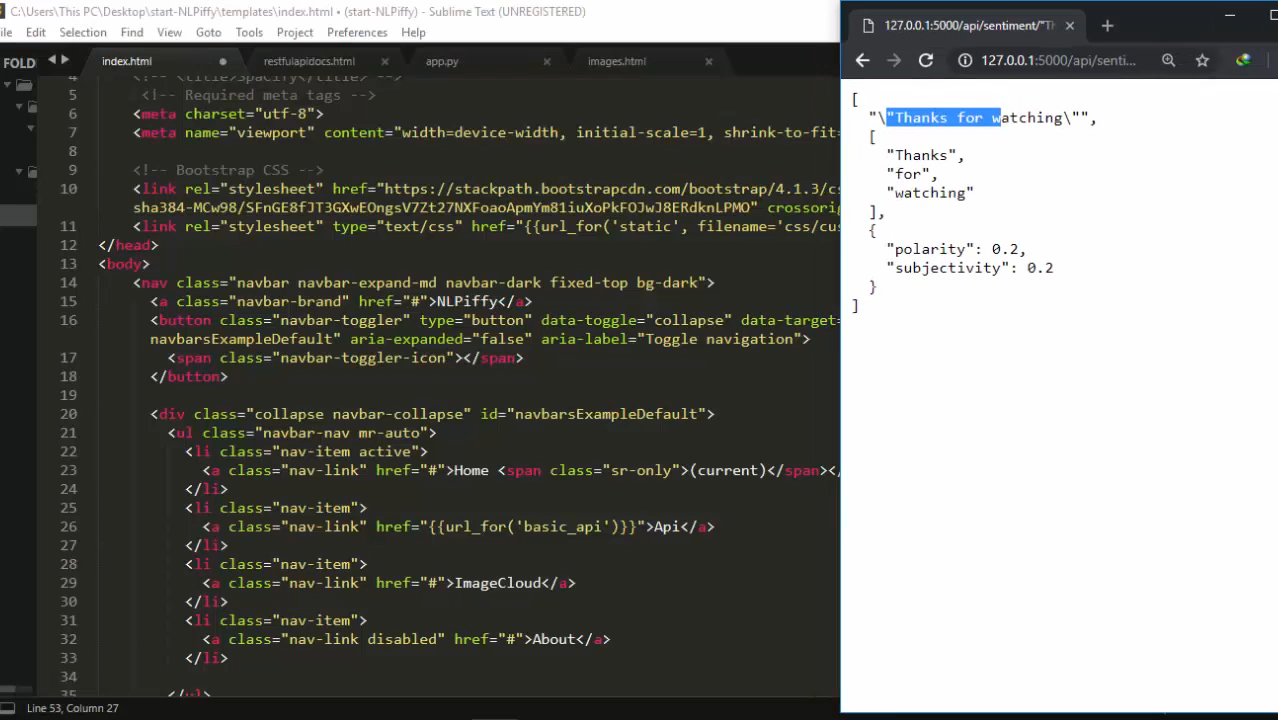 C:\Users\This PC\Desktop\start-NLPiffy\templates\index.html • (start-NLPiffy) - Sublime Text (UNREGISTERED)
ile Edit Selection Find View Goto Tools Project Preferences Help
FOLD
index.html
restfulapidocs.html
app.py
images.html
4 <!-- <title>Spacify</title> -->
5 <!-- Required meta tags -->
6 <meta charset="utf-8">
7 <meta name="viewport" content="width=device-width, initial-scale=1, shrink-to-fit=
8
9 <!-- Bootstrap CSS -->
10 <link rel="stylesheet" href="https://stackpath.bootstrapcdn.com/bootstrap/4.1.3/cs
sha384-MCw98/SFnGE8fJT3GXwEOngsV7Zt27NXFoaoApmYm81iuXoPkFOJwJ8ERdknLPMO" crossori
11 <link rel="stylesheet" type="text/css" href="{{url_for('static', filename='css/cus
12 </head>
13 <body>
14 <nav class="navbar navbar-expand-md navbar-dark fixed-top bg-dark">
15 <a class="navbar-brand" href="#">NLPiffy</a>
16 <button class="navbar-toggler" type="button" data-toggle="collapse" data-target=
navbarsExampleDefault" aria-expanded="false" aria-label="Toggle navigation">
17 <span class="navbar-toggler-icon"></span>
18 </button>
19
20 <div class="collapse navbar-collapse" id="navbarsExampleDefault">
21 <ul class="navbar-nav mr-auto">
22 <li class="nav-item active">
23 <a class="nav-link" href="#">Home <span class="sr-only">(current)</span></
24 </li>
25 <li class="nav-item">
26 <a class="nav-link" href="{{url_for('basic_api')}}">Api</a>
27 </li>
28 <li class="nav-item">
29 <a class="nav-link" href="#">ImageCloud</a>
30 </li>
31 <li class="nav-item">
32 <a class="nav-link disabled" href="#">About</a>
33 </li>
34
35 </ul>
Line 53, Column 27
127.0.0.1:5000/api/sentiment/"Th
127.0.0.1:5000/api/senti...
[
"\"Thanks for watching\"",
[
"Thanks",
"for",
"watching"
],
{
"polarity": 0.2,
"subjectivity": 0.2
}
]